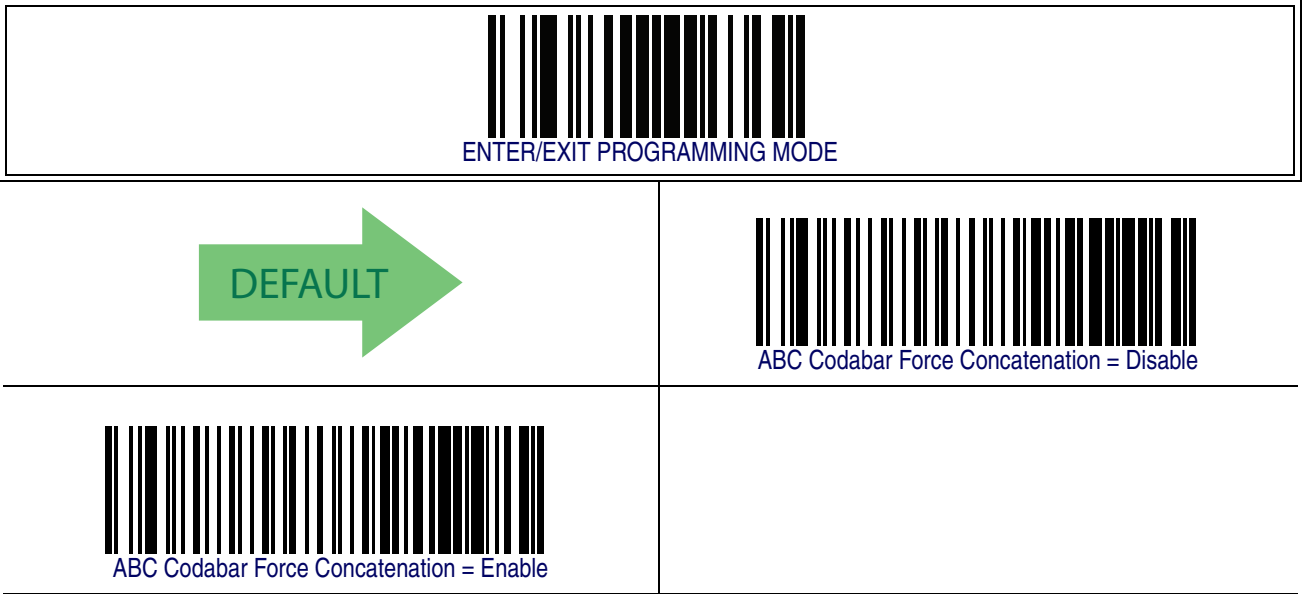 ENTER/EXIT PROGRAMMING MODE
DEFAULT
ABC Codabar Force Concatenation = Disable
ABC Codabar Force Concatenation = Enable